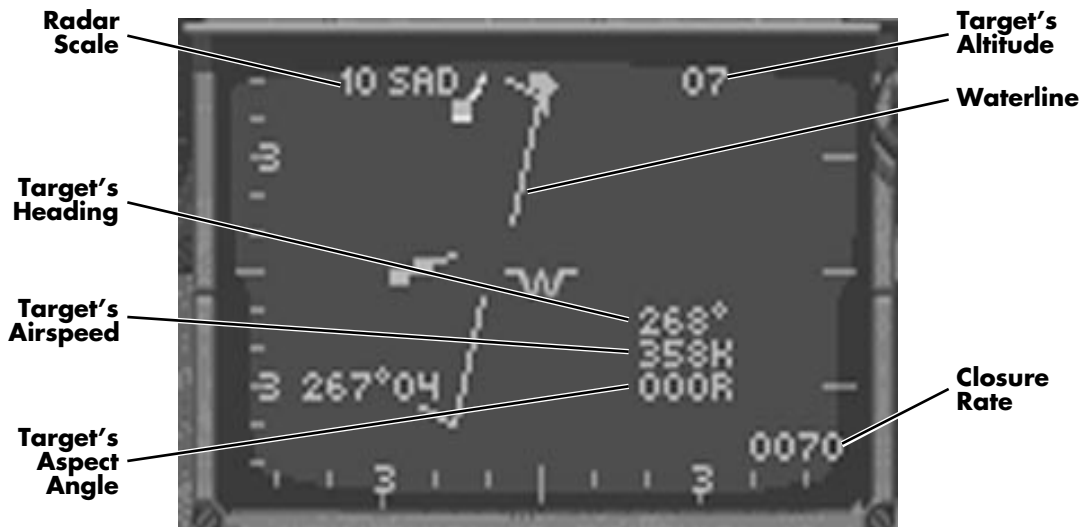 Radar
Scale
Target's
Altitude
10 SAD
07
Waterline
3
Target's
Heading
268°
Target's
Airspeed
358K
3
267°04
000R
Closure
Rate
Target's
Aspect
Angle
0070
3
3